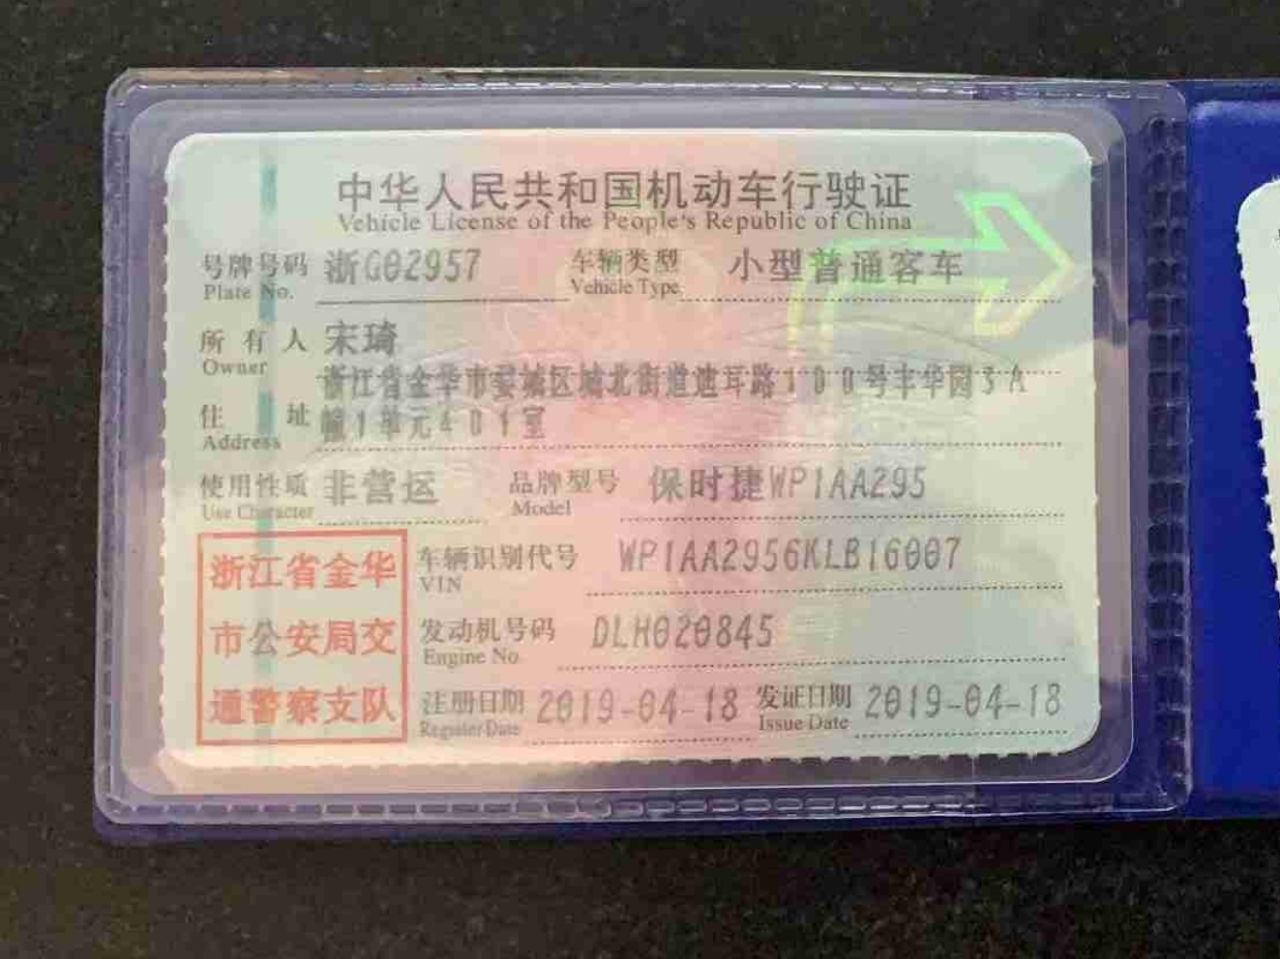 中华人民共和国机动车行驶证
Vehicle License of the People's Republic of China
号牌号码 浙G02957 车辆类型 小型普通客车
Plate No. Vehicle Type
所有人 宋琦
Owner
浙江省金华市婺城区城北街道迪耳路100号丰华园3A
住址 幢1单元401室
Address
使用性质 非营运 品牌型号 保时捷WP1AA295
Use Character Model
浙江省金华 车辆识别代号 WP1AA2956KLB16007
VIN
市公安局交 发动机号码 DLH020845
Engine No.
通警察支队 注册日期 2019-04-18 发证日期 2019-04-18
Register Date Issue Date